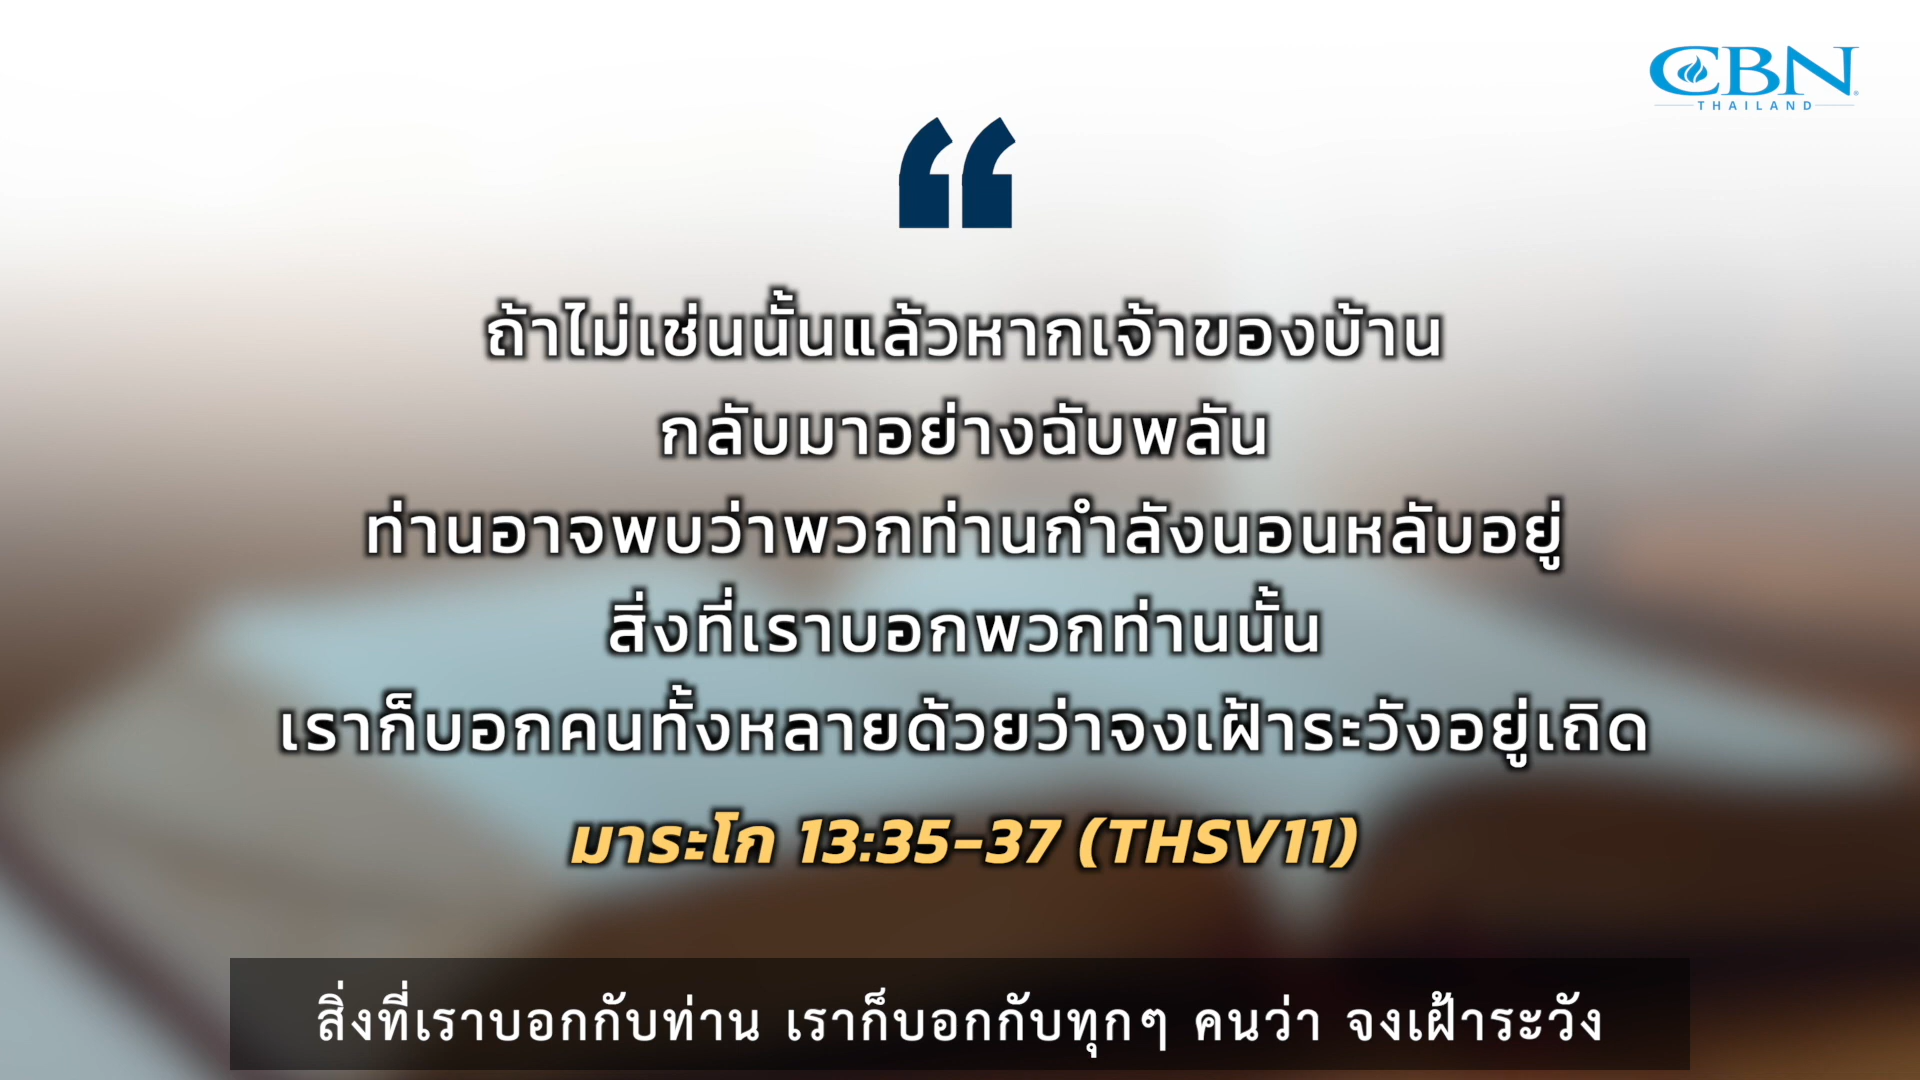 CBN
THAILAND
“
ถ้าไม่เช่นนั้นแล้วหากเจ้าของบ้าน
กลับมาอย่างฉับพลัน
ท่านอาจพบว่าพวกท่านกำลังนอนหลับอยู่
สิ่งที่เราบอกพวกท่านนั้น
เราก็บอกคนทั้งหลายด้วยว่าจงเฝ้าระวังอยู่เถิด
มาระโก 13:35-37 (THSV11)
สิ่งที่เราบอกกับท่าน เราก็บอกกับทุกๆ คนว่า จงเฝ้าระวัง